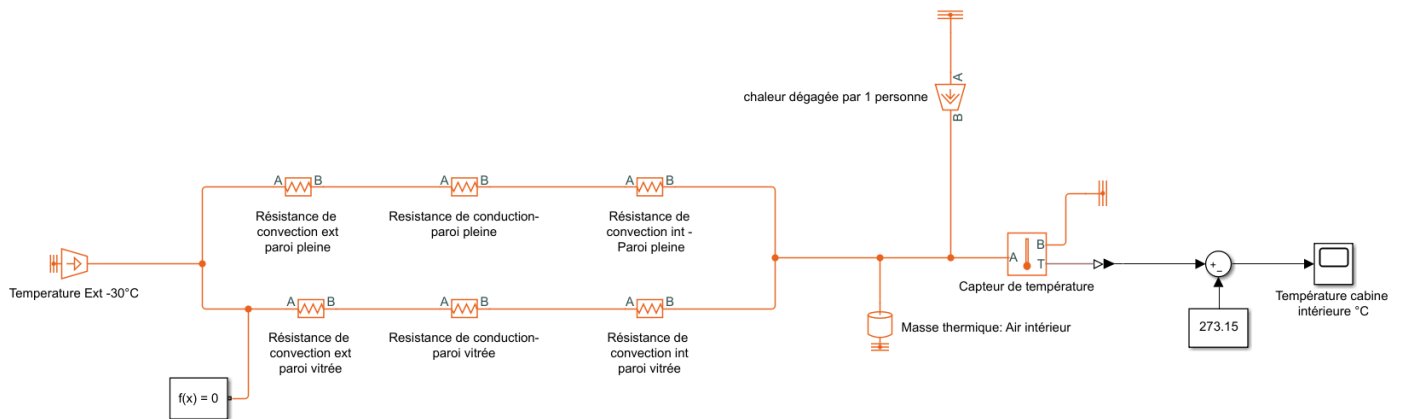 A
chaleur dégagée par 1 personne
B
A B
A B
A B
Résistance de
convection ext
paroi pleine
Resistance de conduction-
paroi pleine
Résistance de
convection int -
Paroi pleine
Temperature Ext -30°C
A B
A B
A B
Résistance de
convection ext
paroi vitrée
Resistance de conduction-
paroi vitrée
Résistance de
convection int
paroi vitrée
f(x) = 0
Masse thermique: Air intérieur
A
B
T
Capteur de température
+
-
273.15
Température cabine
intérieure °C